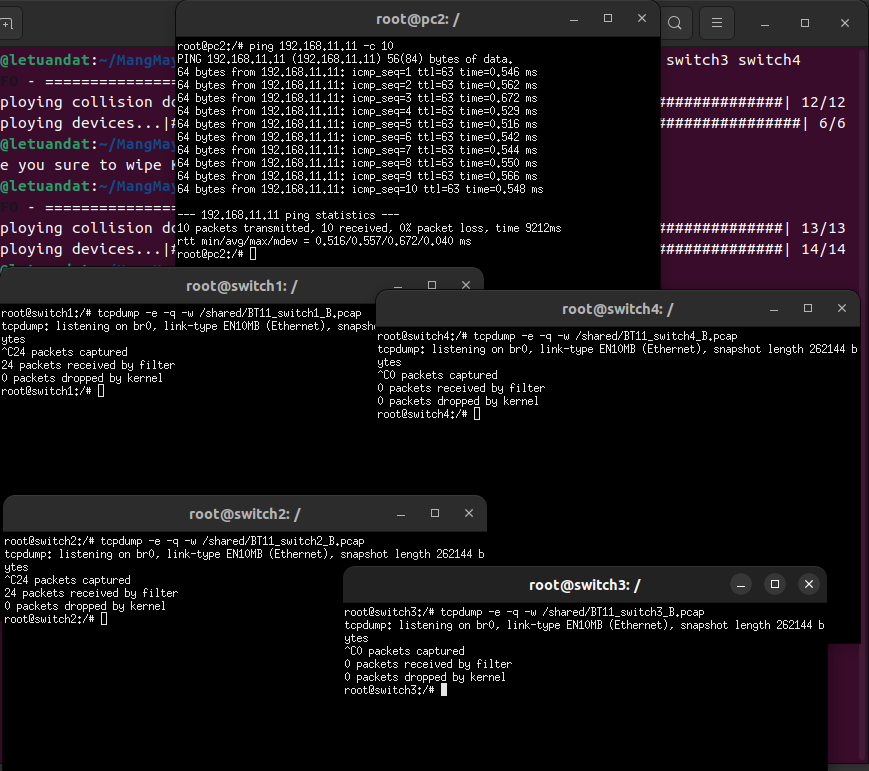 root@pc2: /
root@pc2:/# ping 192.168.11.11 -c 10
PING 192.168.11.11 (192.168.11.11) 56(84) bytes of data.
64 bytes from 192.168.11.11: icmp_seq=1 ttl=63 time=0.546 ms
64 bytes from 192.168.11.11: icmp_seq=2 ttl=63 time=0.562 ms
64 bytes from 192.168.11.11: icmp_seq=3 ttl=63 time=0.672 ms
64 bytes from 192.168.11.11: icmp_seq=4 ttl=63 time=0.529 ms
64 bytes from 192.168.11.11: icmp_seq=5 ttl=63 time=0.516 ms
64 bytes from 192.168.11.11: icmp_seq=6 ttl=63 time=0.542 ms
64 bytes from 192.168.11.11: icmp_seq=7 ttl=63 time=0.544 ms
64 bytes from 192.168.11.11: icmp_seq=8 ttl=63 time=0.550 ms
64 bytes from 192.168.11.11: icmp_seq=9 ttl=63 time=0.566 ms
64 bytes from 192.168.11.11: icmp_seq=10 ttl=63 time=0.548 ms
--- 192.168.11.11 ping statistics ---
10 packets transmitted, 10 received, 0% packet loss, time 9212ms
rtt min/avg/max/mdev = 0.516/0.557/0.672/0.040 ms
root@pc2:/#
@letuandat:~/MangMay
FO - ===============
ploying collision do
ploying devices...|#
@letuandat:~/MangMay
e you sure to wipe K
@letuandat:~/MangMay
FO - ===============
ploying collision do
ploying devices...|#
switch3 switch4
##############| 12/12
################| 6/6
##############| 13/13
##############| 14/14
root@switch1: /
root@switch1:/# tcpdump -e -q -w /shared/BT11_switch1_B.pcap
tcpdump: listening on br0, link-type EN10MB (Ethernet), snaps
ytes
^C24 packets captured
24 packets received by filter
0 packets dropped by kernel
root@switch1:/#
root@switch4: /
root@switch4:/# tcpdump -e -q -w /shared/BT11_switch4_B.pcap
tcpdump: listening on br0, link-type EN10MB (Ethernet), snapshot length 262144 b
ytes
^C0 packets captured
0 packets received by filter
0 packets dropped by kernel
root@switch4:/#
root@switch2: /
root@switch2:/# tcpdump -e -q -w /shared/BT11_switch2_B.pcap
tcpdump: listening on br0, link-type EN10MB (Ethernet), snapshot length 262144 b
ytes
^C24 packets captured
24 packets received by filter
0 packets dropped by kernel
root@switch2:/#
root@switch3: /
root@switch3:/# tcpdump -e -q -w /shared/BT11_switch3_B.pcap
tcpdump: listening on br0, link-type EN10MB (Ethernet), snapshot length 262144 b
ytes
^C0 packets captured
0 packets received by filter
0 packets dropped by kernel
root@switch3:/#